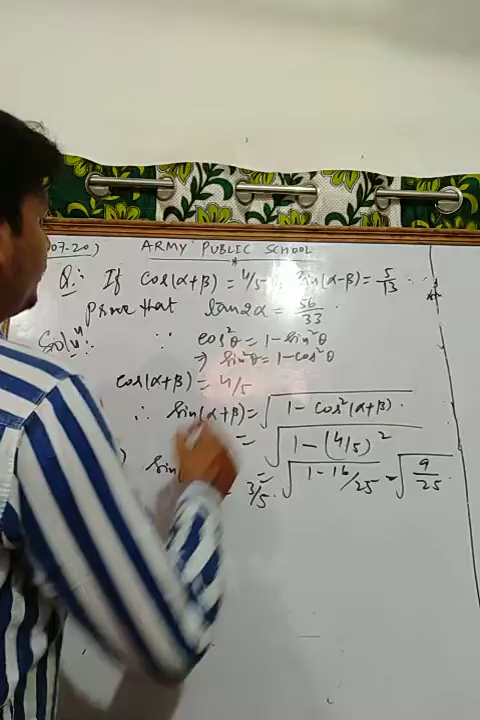 07.20)
ARMY PUBLIC SCHOOL
Q.: If cos(α+β) = 4/5 sin(α-β) = 5/13
prove that tan2α = 56/33.
Solⁿ: ∵ cos²θ = 1-sin²θ
⇒ sin²θ = 1-cos²θ
cos(α+β) = 4/5
∴ sin(α+β) = √(1 - cos²(α+β)).
= √(1 - (4/5)²)
= √(1-16/25) = √(9/25).
sin
= 3/5.